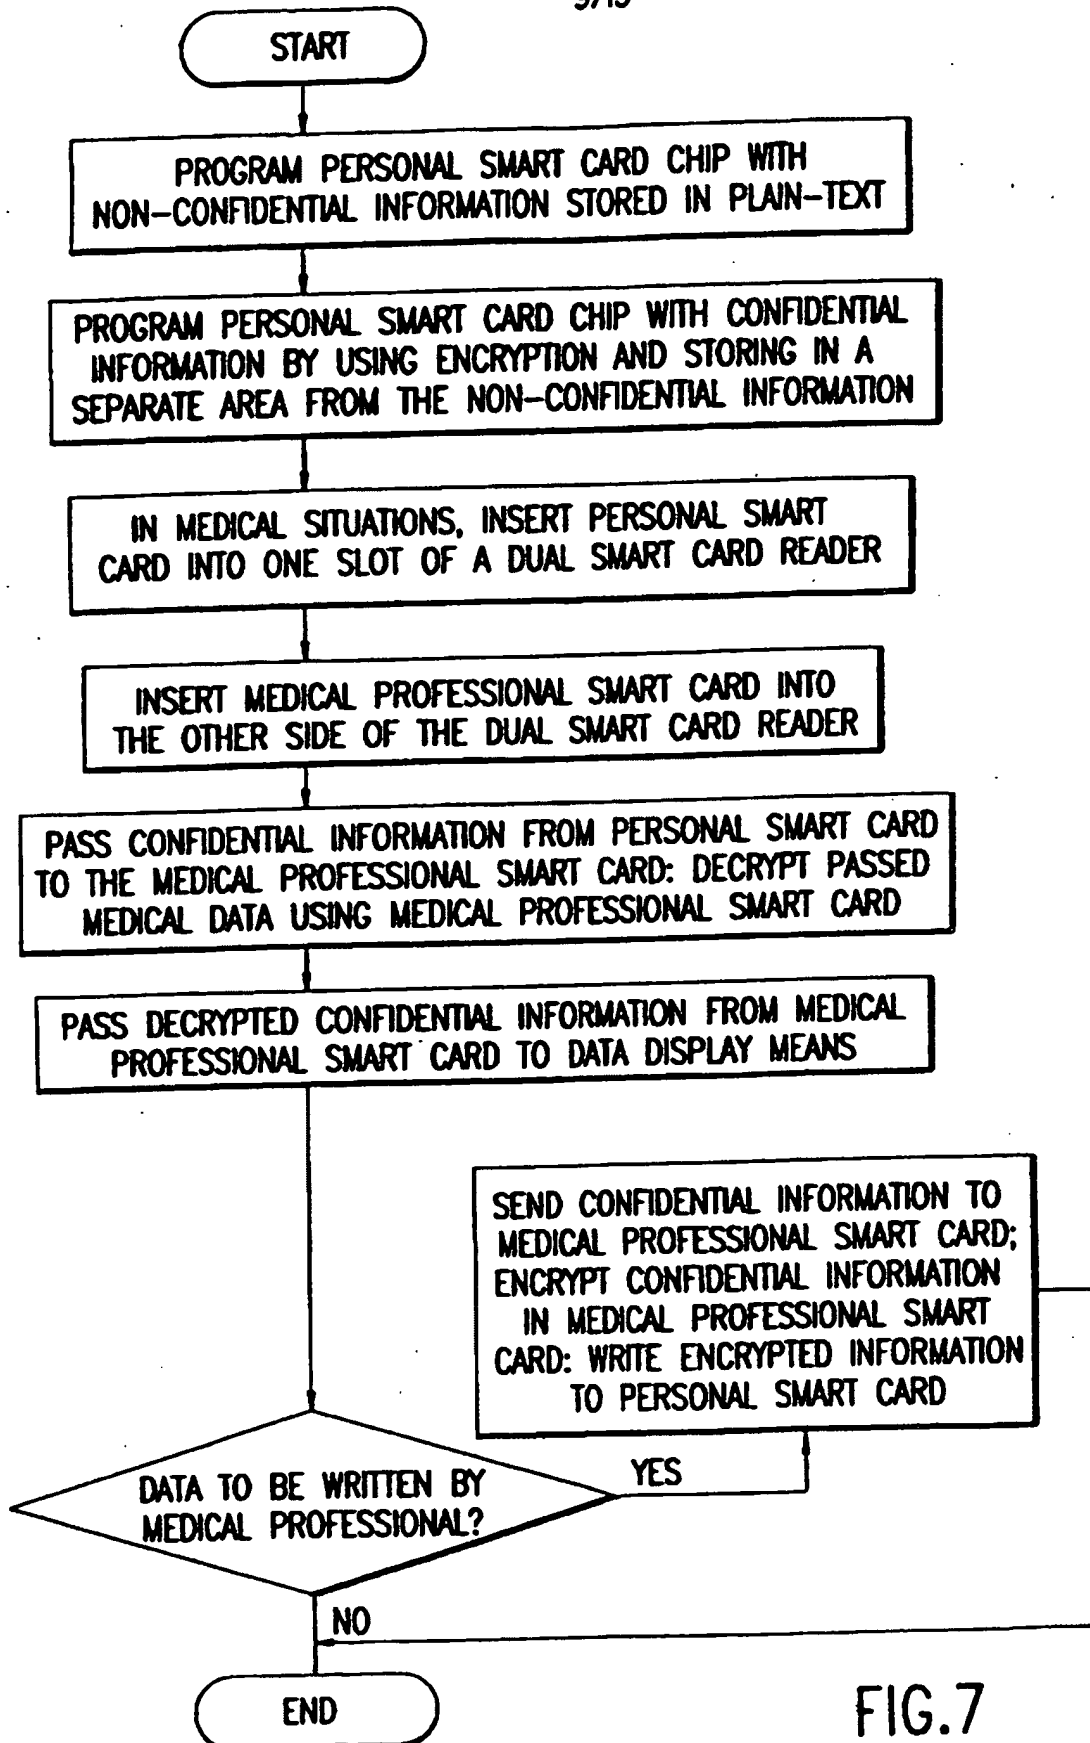 START
PROGRAM PERSONAL SMART CARD CHIP WITH
NON-CONFIDENTIAL INFORMATION STORED IN PLAIN-TEXT
PROGRAM PERSONAL SMART CARD CHIP WITH CONFIDENTIAL
INFORMATION BY USING ENCRYPTION AND STORING IN A
SEPARATE AREA FROM THE NON-CONFIDENTIAL INFORMATION
IN MEDICAL SITUATIONS, INSERT PERSONAL SMART
CARD INTO ONE SLOT OF A DUAL SMART CARD READER
INSERT MEDICAL PROFESSIONAL SMART CARD INTO
THE OTHER SIDE OF THE DUAL SMART CARD READER
PASS CONFIDENTIAL INFORMATION FROM PERSONAL SMART CARD
TO THE MEDICAL PROFESSIONAL SMART CARD: DECRYPT PASSED
MEDICAL DATA USING MEDICAL PROFESSIONAL SMART CARD
PASS DECRYPTED CONFIDENTIAL INFORMATION FROM MEDICAL
PROFESSIONAL SMART CARD TO DATA DISPLAY MEANS
SEND CONFIDENTIAL INFORMATION TO
MEDICAL PROFESSIONAL SMART CARD;
ENCRYPT CONFIDENTIAL INFORMATION
IN MEDICAL PROFESSIONAL SMART
CARD: WRITE ENCRYPTED INFORMATION
TO PERSONAL SMART CARD
DATA TO BE WRITTEN BY
MEDICAL PROFESSIONAL?
YES
NO
END
FIG.7